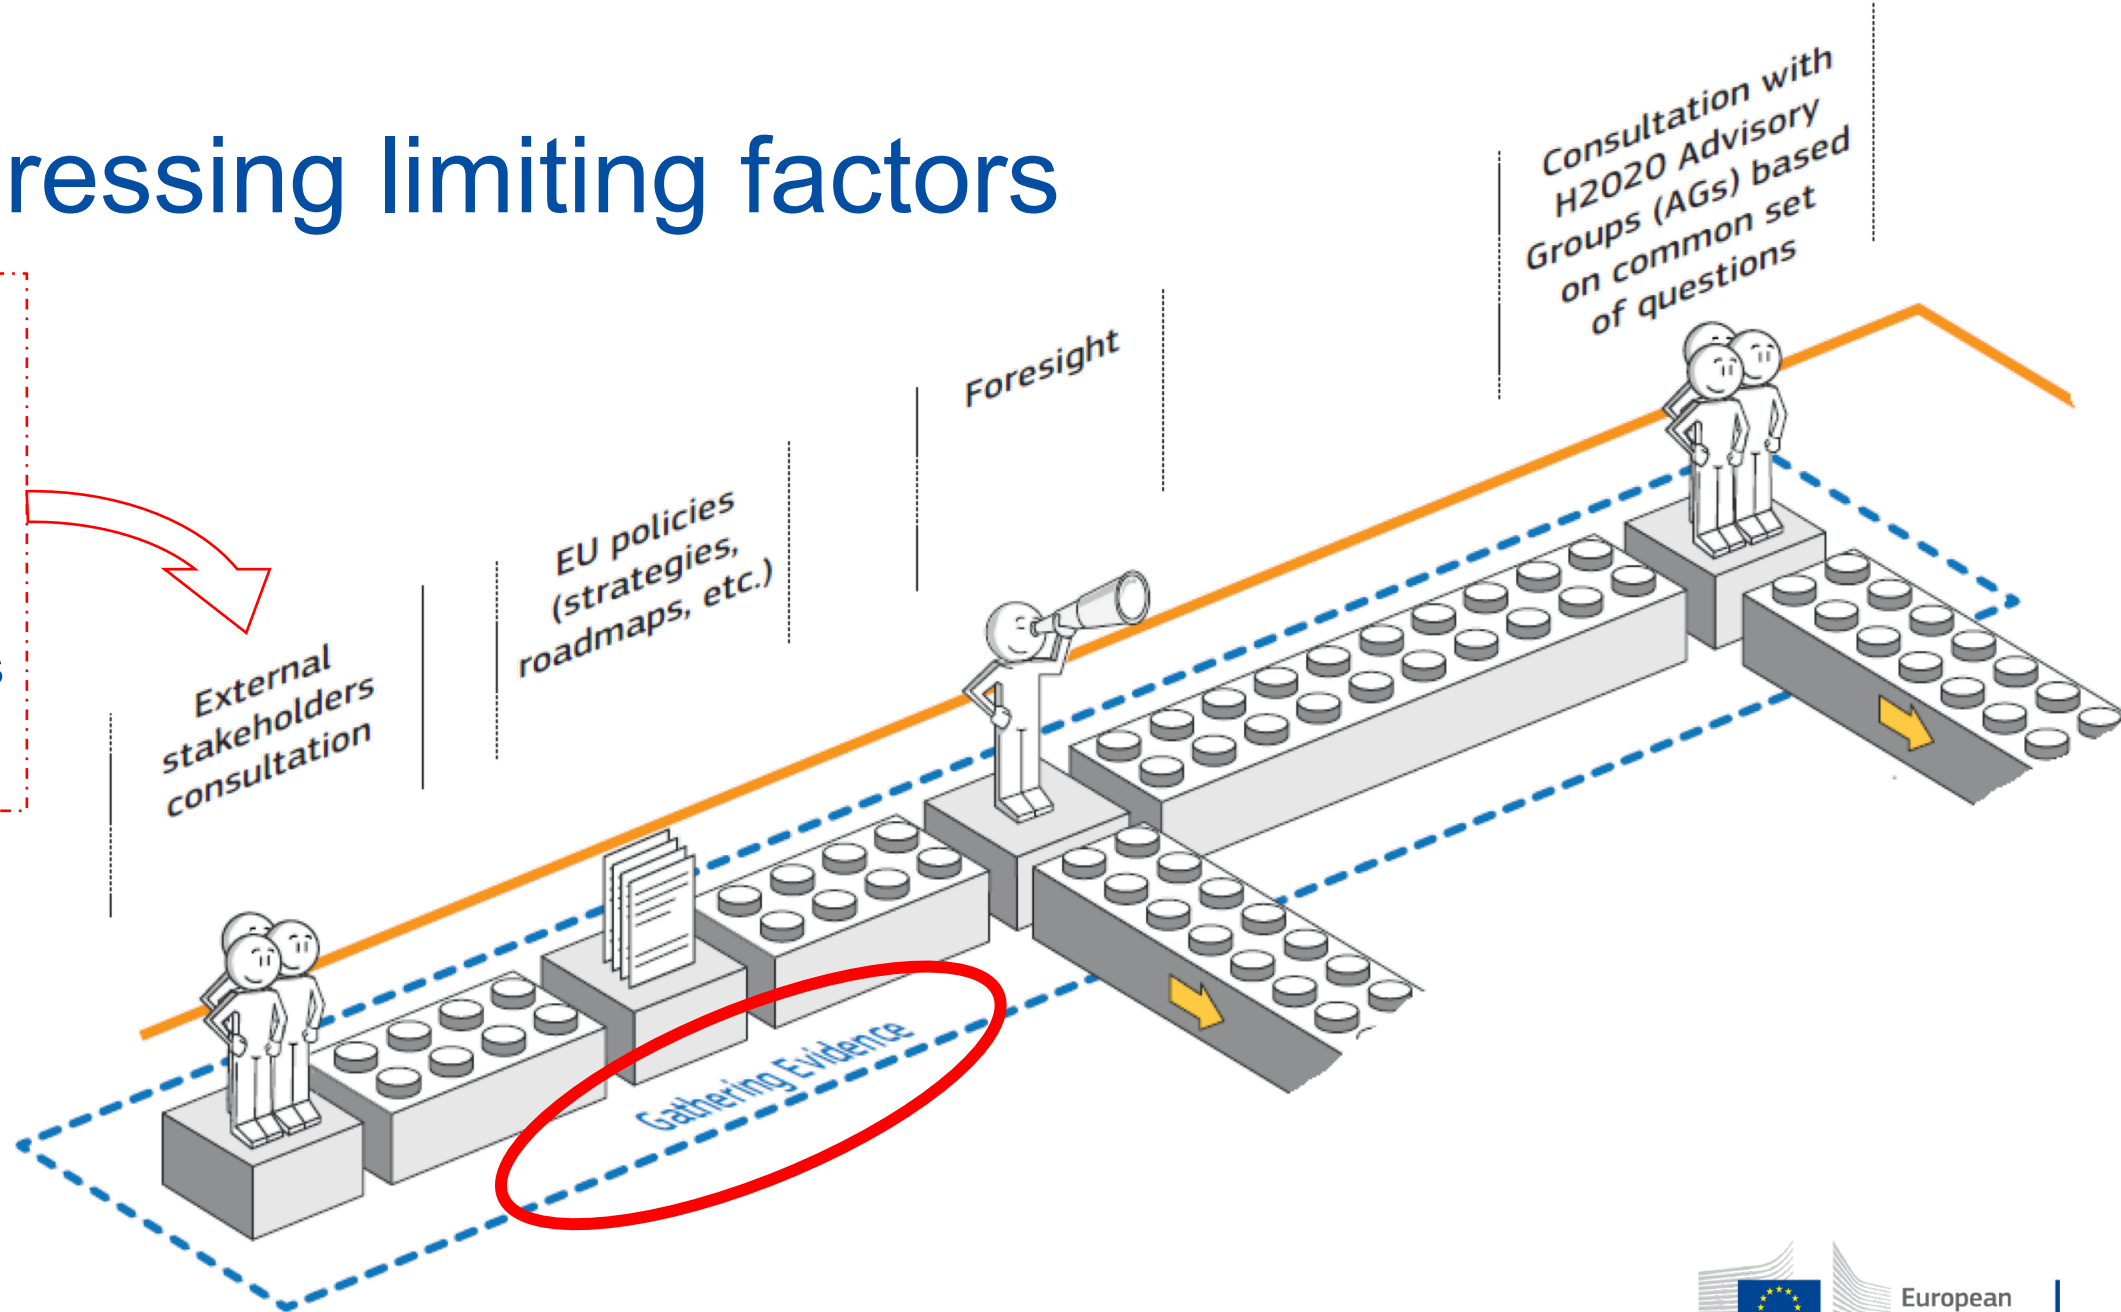 ressing limiting factors
s
External
stakeholders
consultation
EU policies
(strategies,
roadmaps, etc.)
Foresight
Consultation with
H2020 Advisory
Groups (AGs) based
on common set
of questions
Gathering Evidence
European